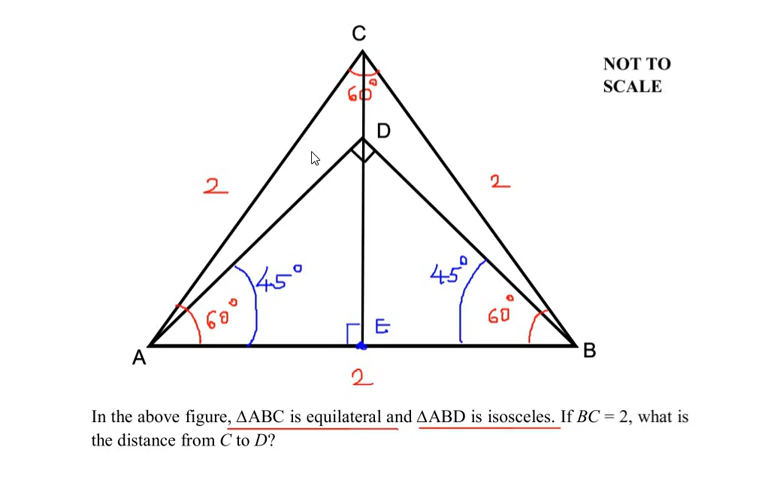 C
NOT TO
SCALE
60°
D
2
2
45°
45°
60°
60°
E
A
B
2
In the above figure, ΔABC is equilateral and ΔABD is isosceles. If BC = 2, what is
the distance from C to D?